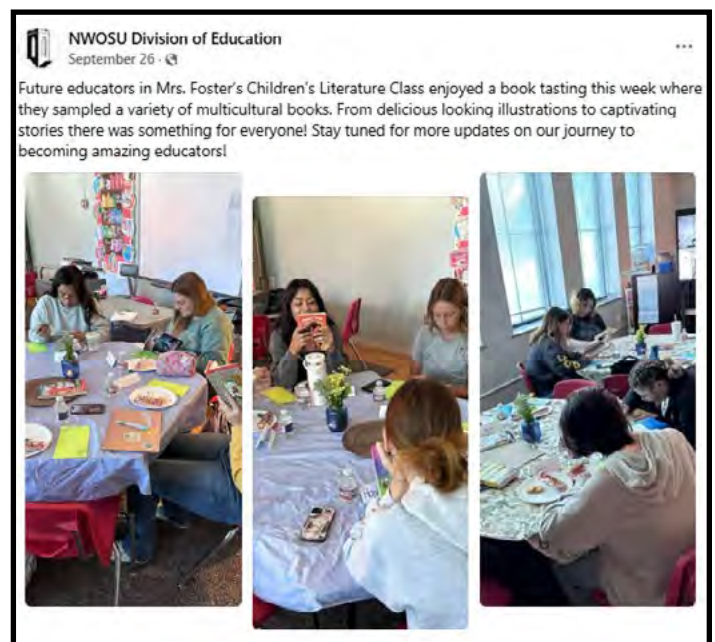 NWOSU Division of Education
September 26 ·
...
Future educators in Mrs. Foster's Children's Literature Class enjoyed a book tasting this week where
they sampled a variety of multicultural books. From delicious looking illustrations to captivating
stories there was something for everyone! Stay tuned for more updates on our journey to
becoming amazing educators!